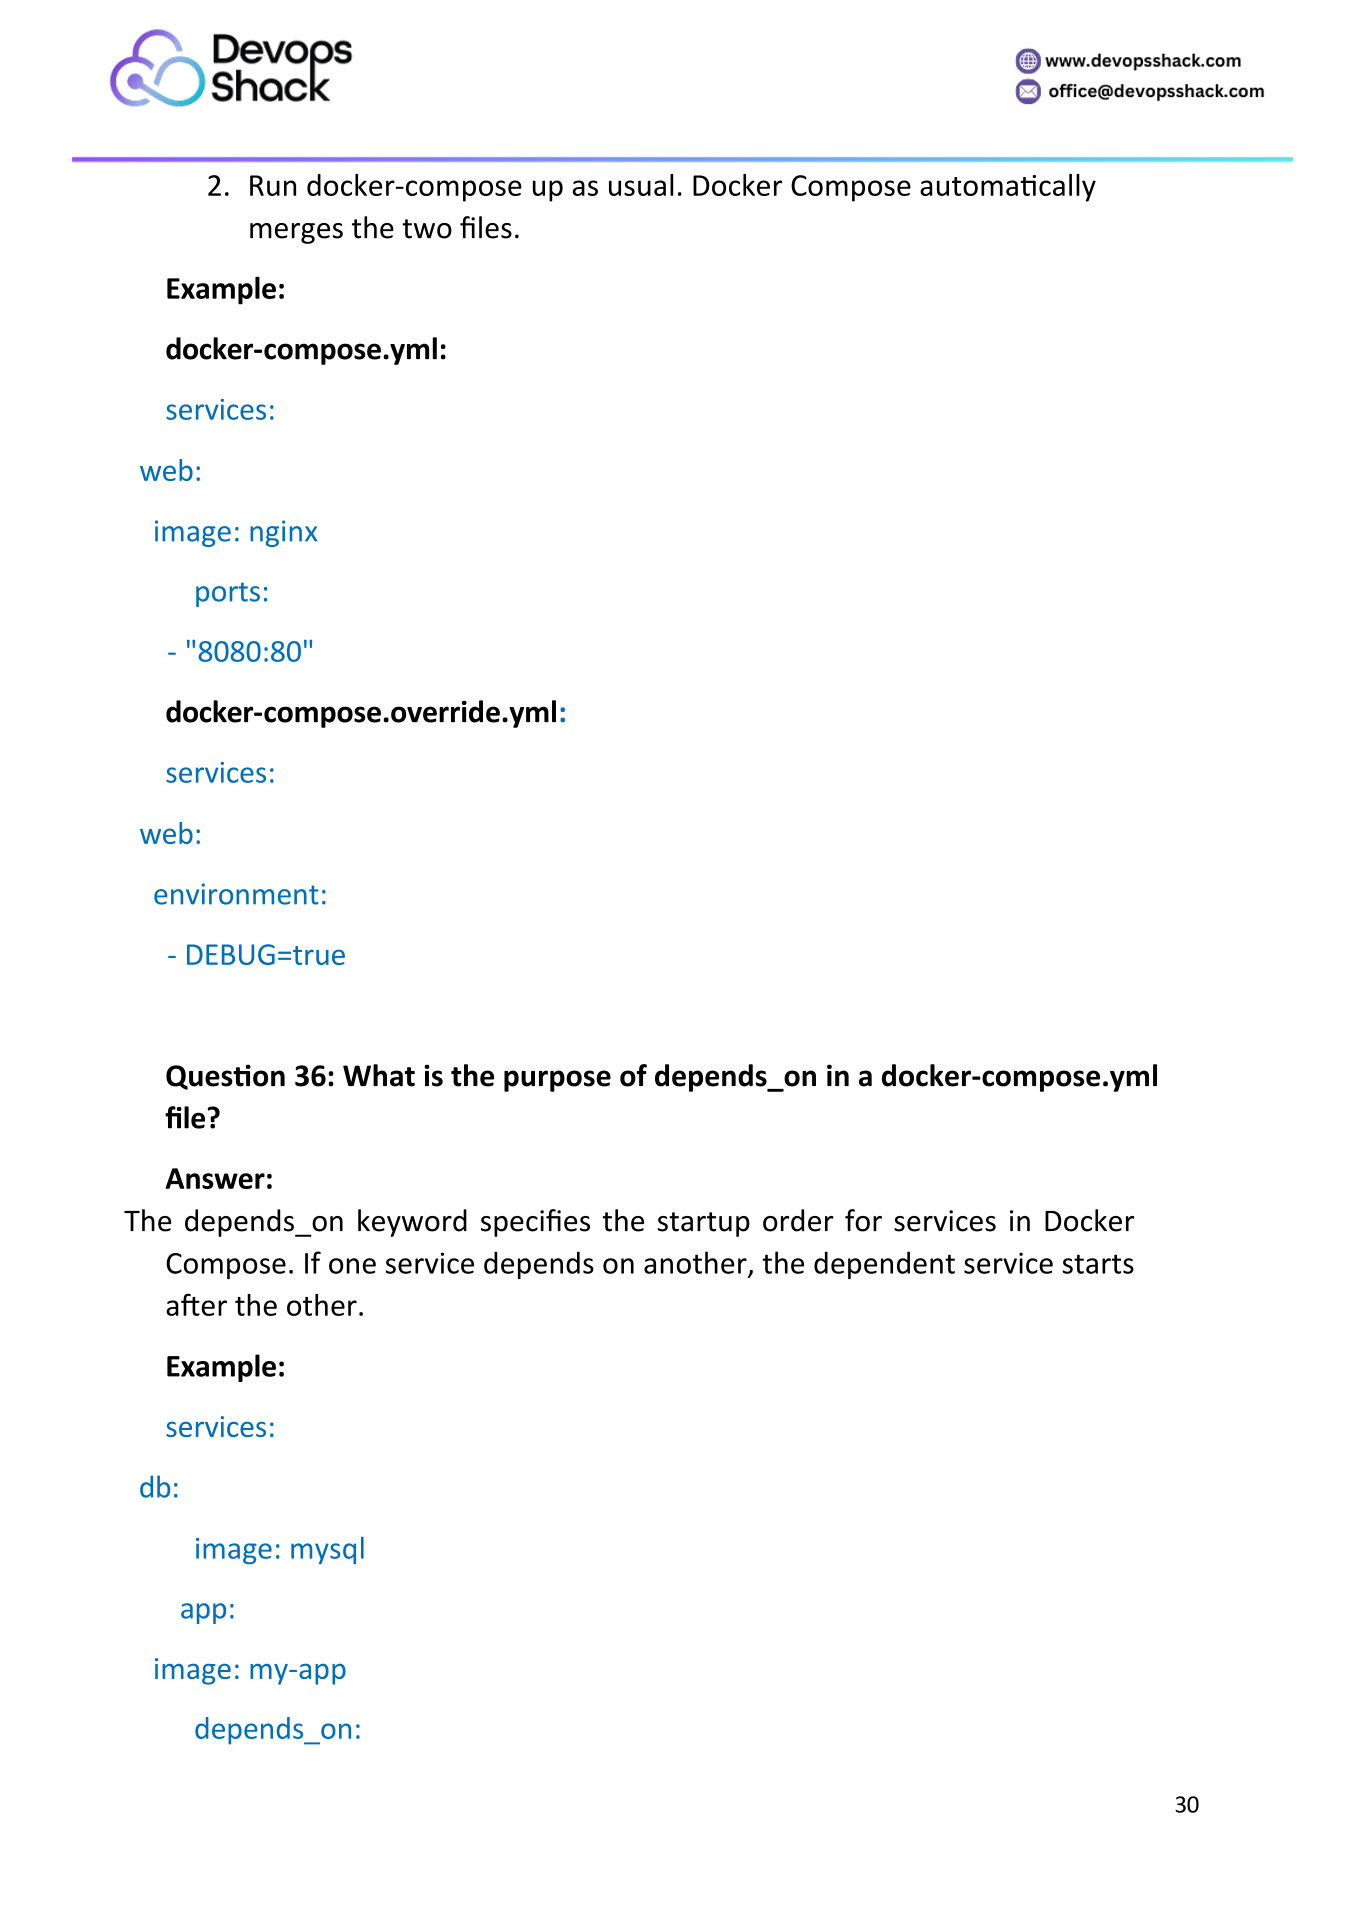 Devops
Shack
www.devopsshack.com
office@devopsshack.com
2. Run docker-compose up as usual. Docker Compose automatically
merges the two files.
Example:
docker-compose.yml:
services:
web:
image: nginx
ports:
- "8080:80"
docker-compose.override.yml:
services:
web:
environment:
- DEBUG=true
Question 36: What is the purpose of depends_on in a docker-compose.yml
file?
Answer:
The depends_on keyword specifies the startup order for services in Docker
Compose. If one service depends on another, the dependent service starts
after the other.
Example:
services:
db:
image: mysql
app:
image: my-app
depends_on:
30